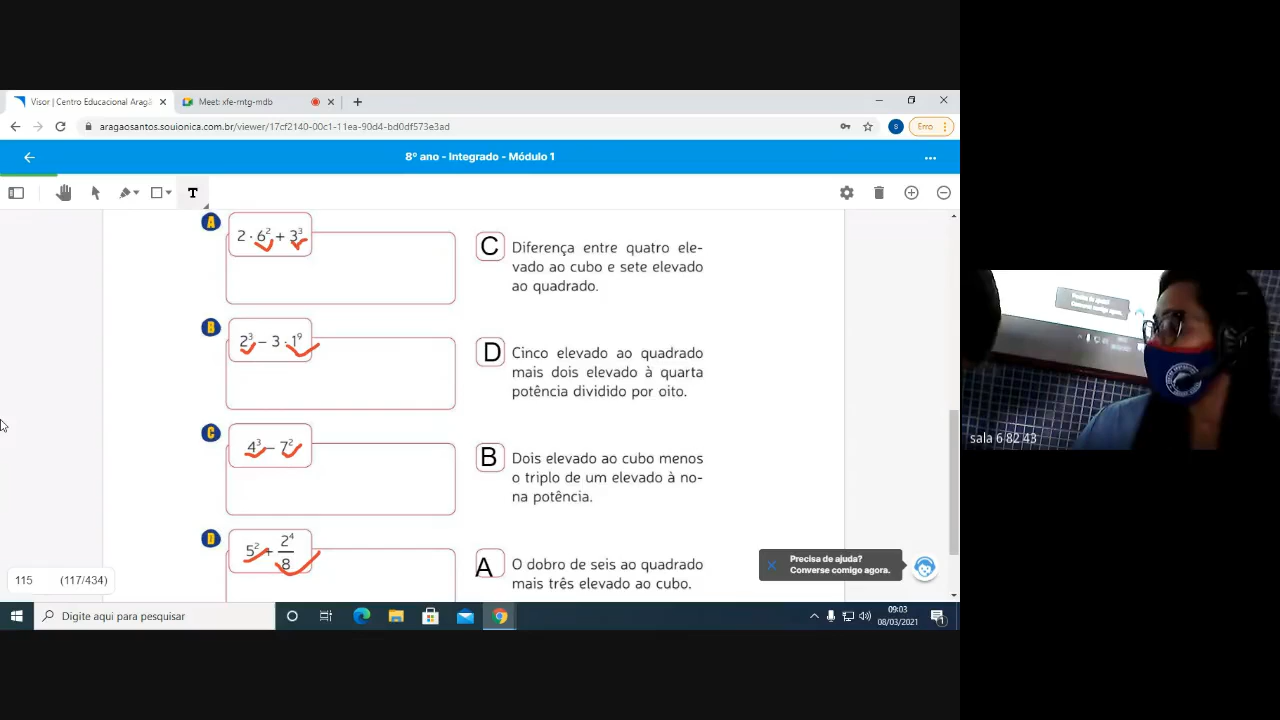 Visor | Centro Educacional Aragã
Meet: xfe-mtg-mdb
aragaosantos.souionica.com.br/viewer/17cf2140-00c1-11ea-90d4-bd0df573e3ad
Erro
8º ano - Integrado - Módulo 1
T
A
2 · 6² + 3³
C
Diferença entre quatro ele-
vado ao cubo e sete elevado
ao quadrado.
B
2³ – 3 · 1⁹
D
Cinco elevado ao quadrado
mais dois elevado à quarta
potência dividido por oito.
C
4³ – 7²
B
Dois elevado ao cubo menos
o triplo de um elevado à no-
na potência.
D
5² + 2⁴/8
A
O dobro de seis ao quadrado
mais três elevado ao cubo.
Precisa de ajuda?
Converse comigo agora.
115 (117/434)
Digite aqui para pesquisar
09:03
08/03/2021
sala 6 82 43